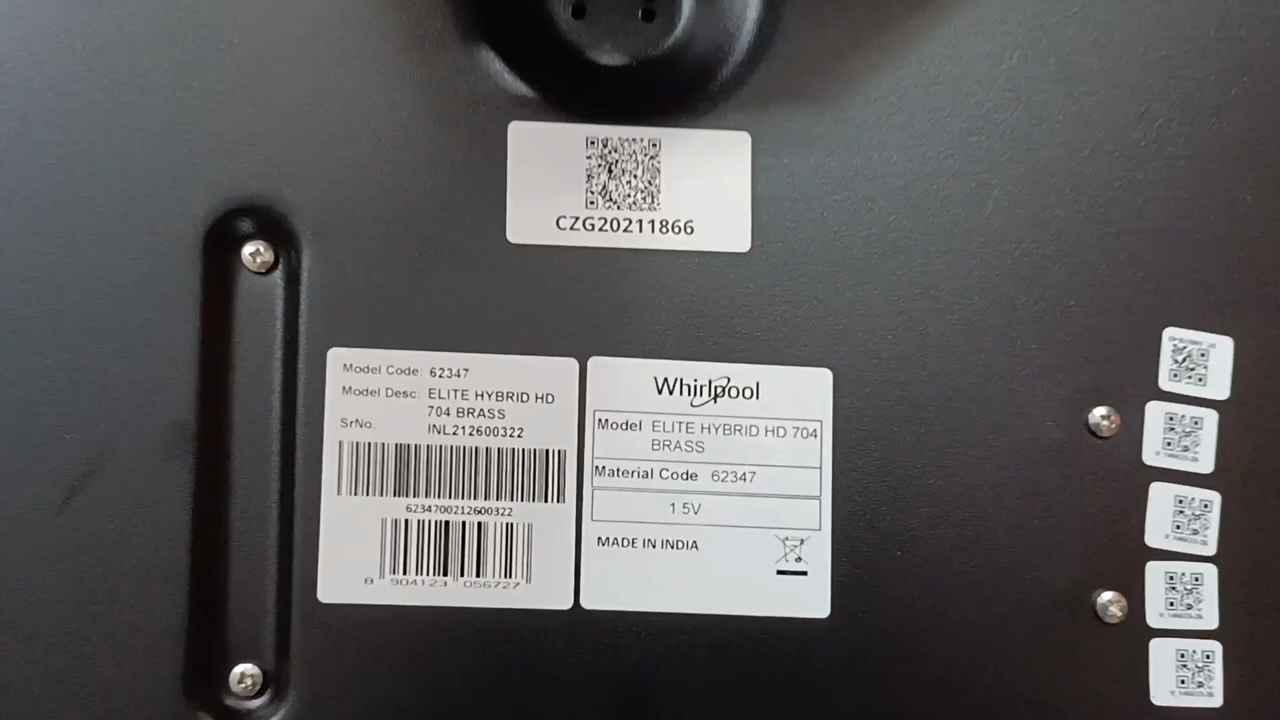 CZG20211866
Model Code: 62347
Model Desc: ELITE HYBRID HD
704 BRASS
SrNo. INL212600322
6234700212600322
8 904123 056727
Whirlpool
Model ELITE HYBRID HD 704
BRASS
Material Code 62347
1.5V
MADE IN INDIA